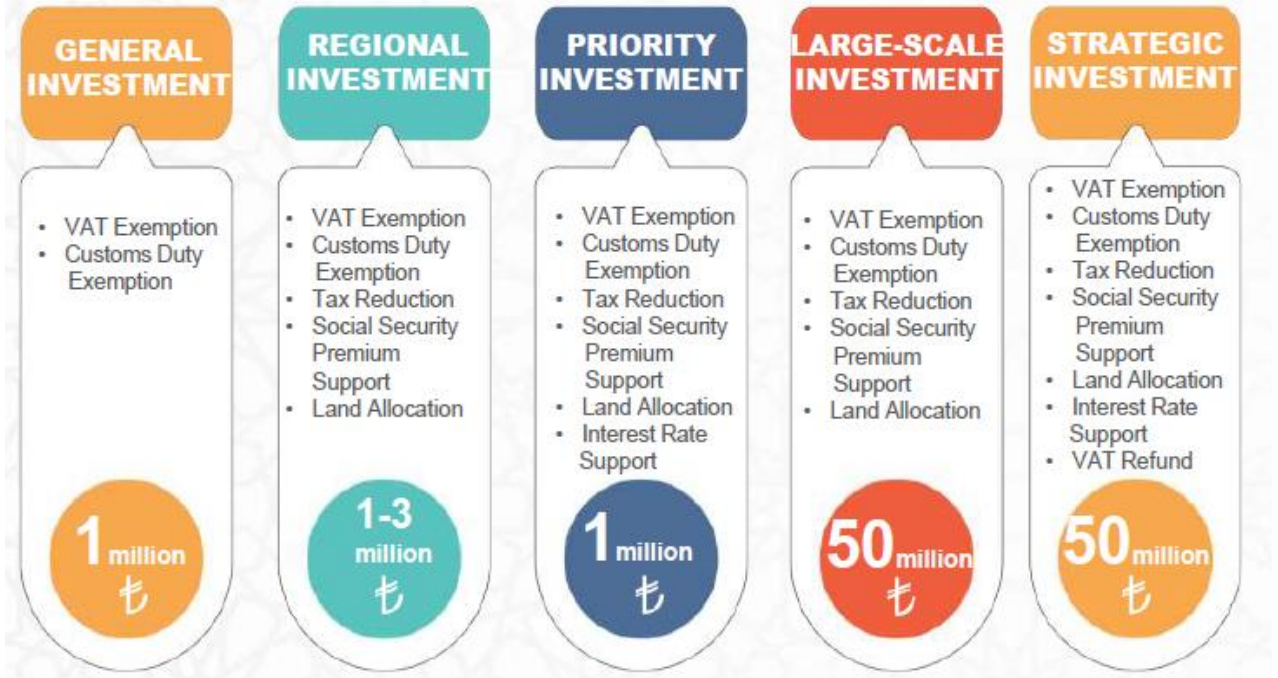 GENERAL
INVESTMENT
• VAT Exemption
• Customs Duty
Exemption
1 million
₺
REGIONAL
INVESTMENT
• VAT Exemption
• Customs Duty
Exemption
• Tax Reduction
• Social Security
Premium
Support
• Land Allocation
1-3
million
₺
PRIORITY
INVESTMENT
• VAT Exemption
• Customs Duty
Exemption
• Tax Reduction
• Social Security
Premium
Support
• Land Allocation
• Interest Rate
Support
1 million
₺
LARGE-SCALE
INVESTMENT
• VAT Exemption
• Customs Duty
Exemption
• Tax Reduction
• Social Security
Premium
Support
• Land Allocation
50 million
₺
STRATEGIC
INVESTMENT
• VAT Exemption
• Customs Duty
Exemption
• Tax Reduction
• Social Security
Premium
Support
• Land Allocation
• Interest Rate
Support
• VAT Refund
50 million
₺